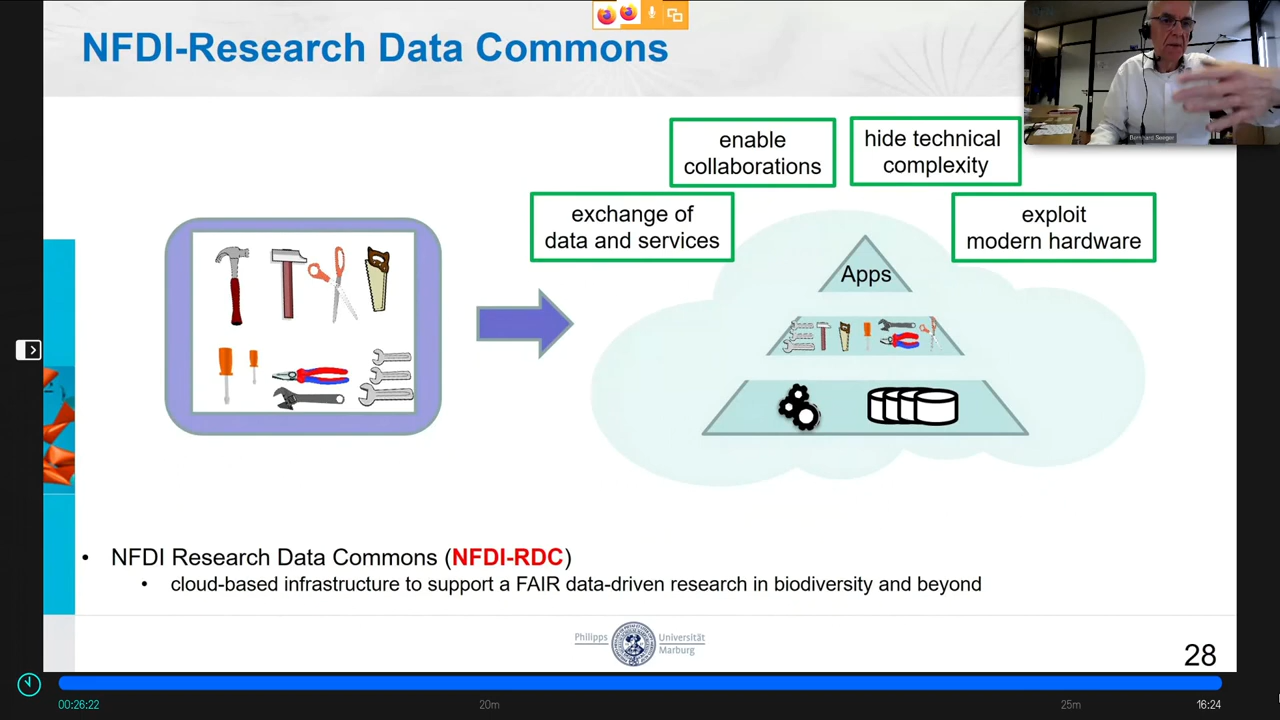 NFDI-Research Data Commons
Bernhard Seeger
enable
collaborations
hide technical
complexity
exchange of
data and services
exploit
modern hardware
Apps
• NFDI Research Data Commons (NFDI-RDC)
• cloud-based infrastructure to support a FAIR data-driven research in biodiversity and beyond
Philipps Universität
Marburg
28
00:26:22 20m 25m 16:24